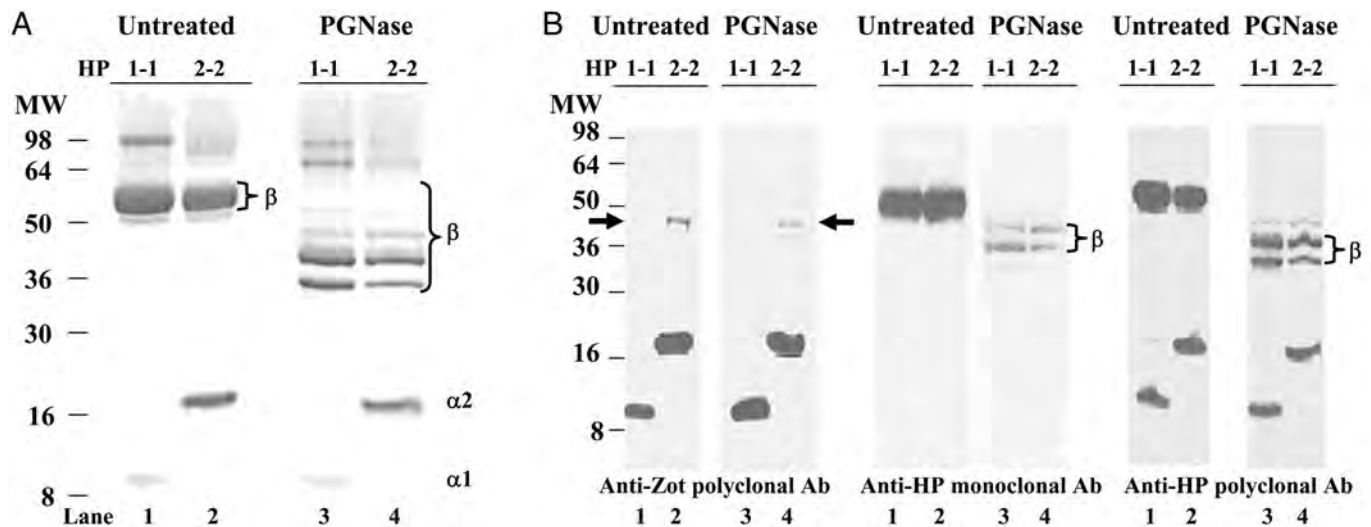 A
Untreated PGNase
HP 1-1 2-2 1-1 2-2
MW
98
64
50
36
30
16
8
β
β
α2
α1
Lane 1 2 3 4
B
Untreated PGNase Untreated PGNase Untreated PGNase
HP 1-1 2-2 1-1 2-2 1-1 2-2 1-1 2-2 1-1 2-2 1-1 2-2
MW
98
64
50
36
30
16
8
β
β
Anti-Zot polyclonal Ab Anti-HP monoclonal Ab Anti-HP polyclonal Ab
1 2 3 4 1 2 3 4 1 2 3 4